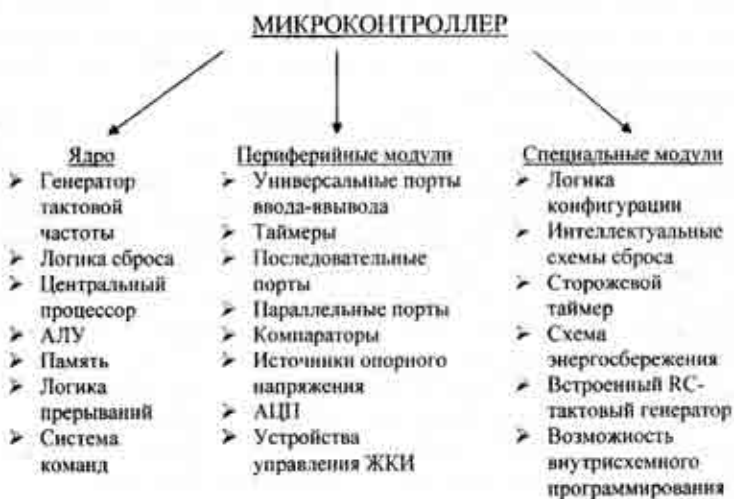 МИКРОКОНТРОЛЛЕР
Ядро
➢ Генератор
тактовой
частоты
➢ Логика сброса
➢ Центральный
процессор
➢ АЛУ
➢ Память
➢ Логика
прерываний
➢ Система
команд
Периферийные модули
➢ Универсальные порты
ввода-ввывода
➢ Таймеры
➢ Последовательные
порты
➢ Параллельные порты
➢ Компараторы
➢ Источники опорного
напряжения
➢ АЦП
➢ Устройства
управления ЖКИ
Специальные модули
➢ Логика
конфигурации
➢ Интеллектуальные
схемы сброса
➢ Сторожевой
таймер
➢ Схема
энергосбережения
➢ Встроенный RC-
тактовый генератор
➢ Возможность
внутрисхемного
программирования